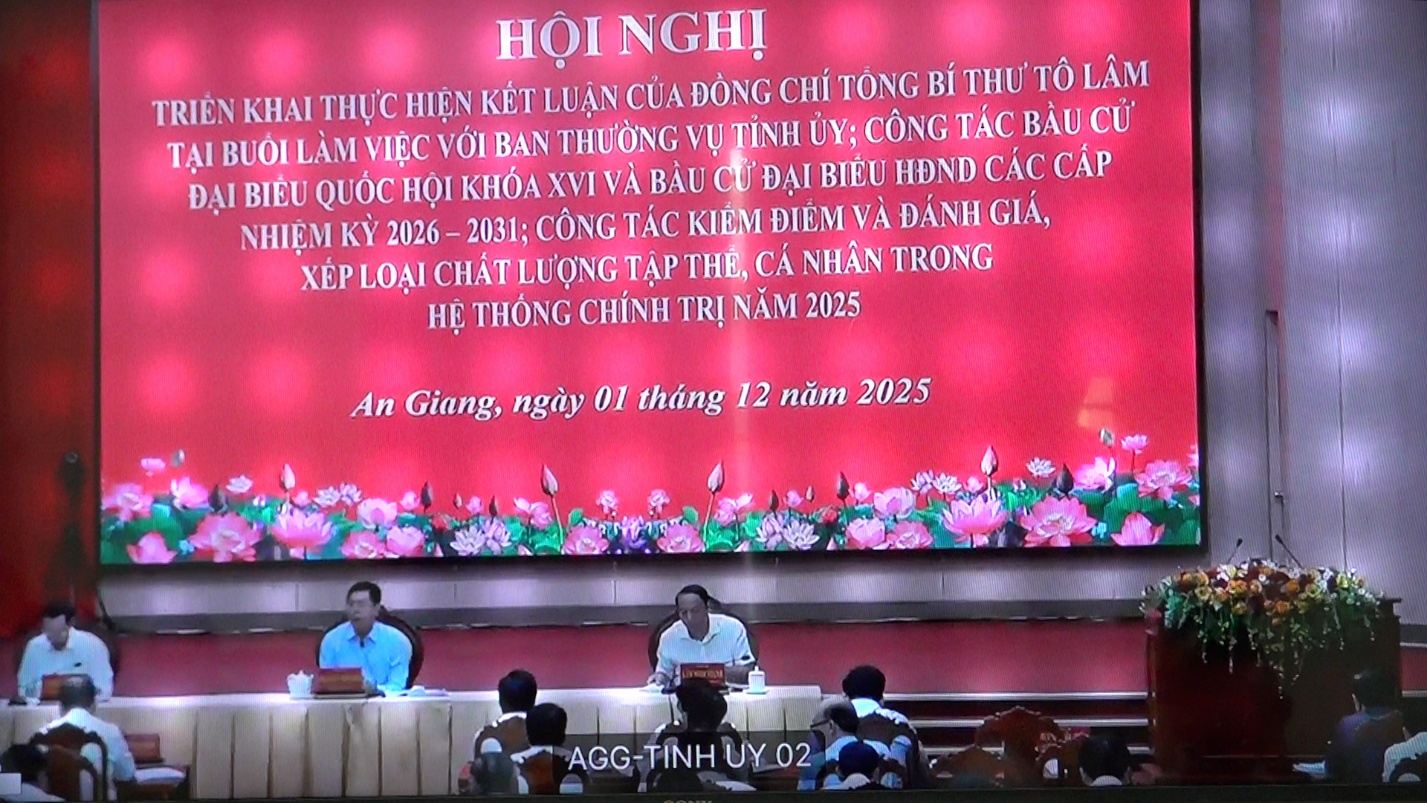 HỘI NGHỊ
TRIỂN KHAI THỰC HIỆN KẾT LUẬN CỦA ĐỒNG CHÍ TỔNG BÍ THƯ TÔ LÂM
TẠI BUỔI LÀM VIỆC VỚI BAN THƯỜNG VỤ TỈNH ỦY; CÔNG TÁC BẦU CỬ
ĐẠI BIỂU QUỐC HỘI KHÓA XVI VÀ BẦU CỬ ĐẠI BIỂU HĐND CÁC CẤP
NHIỆM KỲ 2026 – 2031; CÔNG TÁC KIỂM ĐIỂM VÀ ĐÁNH GIÁ,
XẾP LOẠI CHẤT LƯỢNG TẬP THỂ, CÁ NHÂN TRONG
HỆ THỐNG CHÍNH TRỊ NĂM 2025
An Giang, ngày 01 tháng 12 năm 2025
AGG-TINH UY 02
SONY